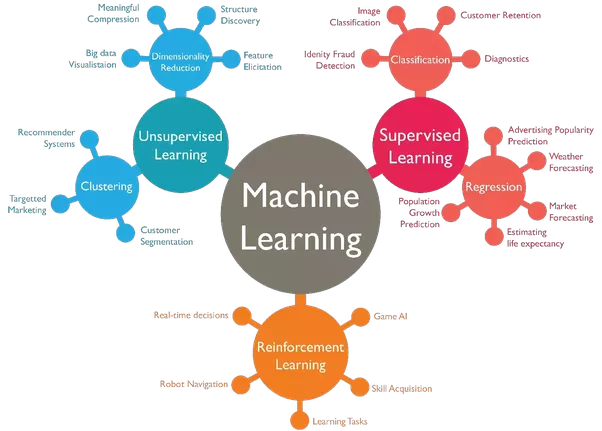 Meaningful
Compression
Structure
Discovery
Big data
Visualistaion
Dimensionality
Reduction
Feature
Elicitation
Unsupervised
Learning
Recommender
Systems
Clustering
Targetted
Marketing
Customer
Segmentation
Machine
Learning
Image
Classification
Customer Retention
Idenity Fraud
Detection
Classification
Diagnostics
Supervised
Learning
Advertising Popularity
Prediction
Weather
Forecasting
Regression
Population
Growth
Prediction
Market
Forecasting
Estimating
life expectancy
Real-time decisions
Game AI
Reinforcement
Learning
Robot Navigation
Skill Acquisition
Learning Tasks